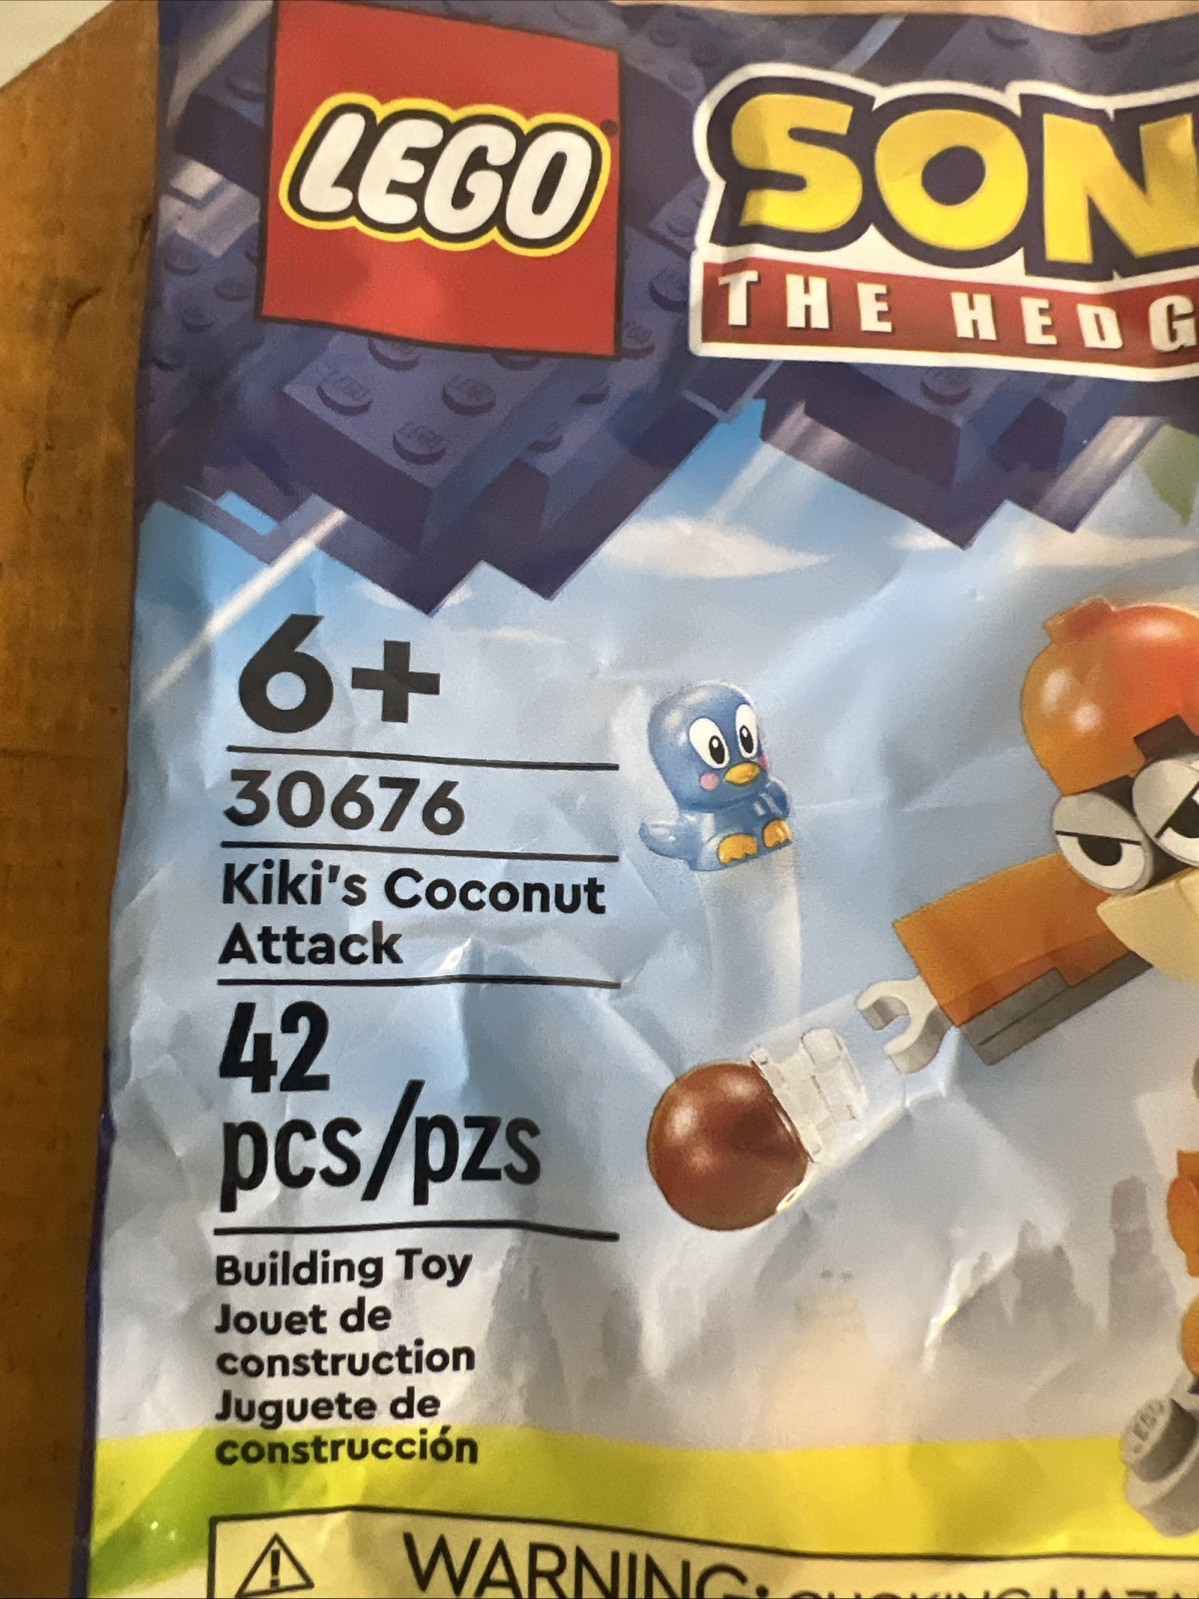 LEGO
SON
THE HEDG
6+
30676
Kiki's Coconut
Attack
42
pcs/pzs
Building Toy
Jouet de
construction
Juguete de
construcción
WARNING: